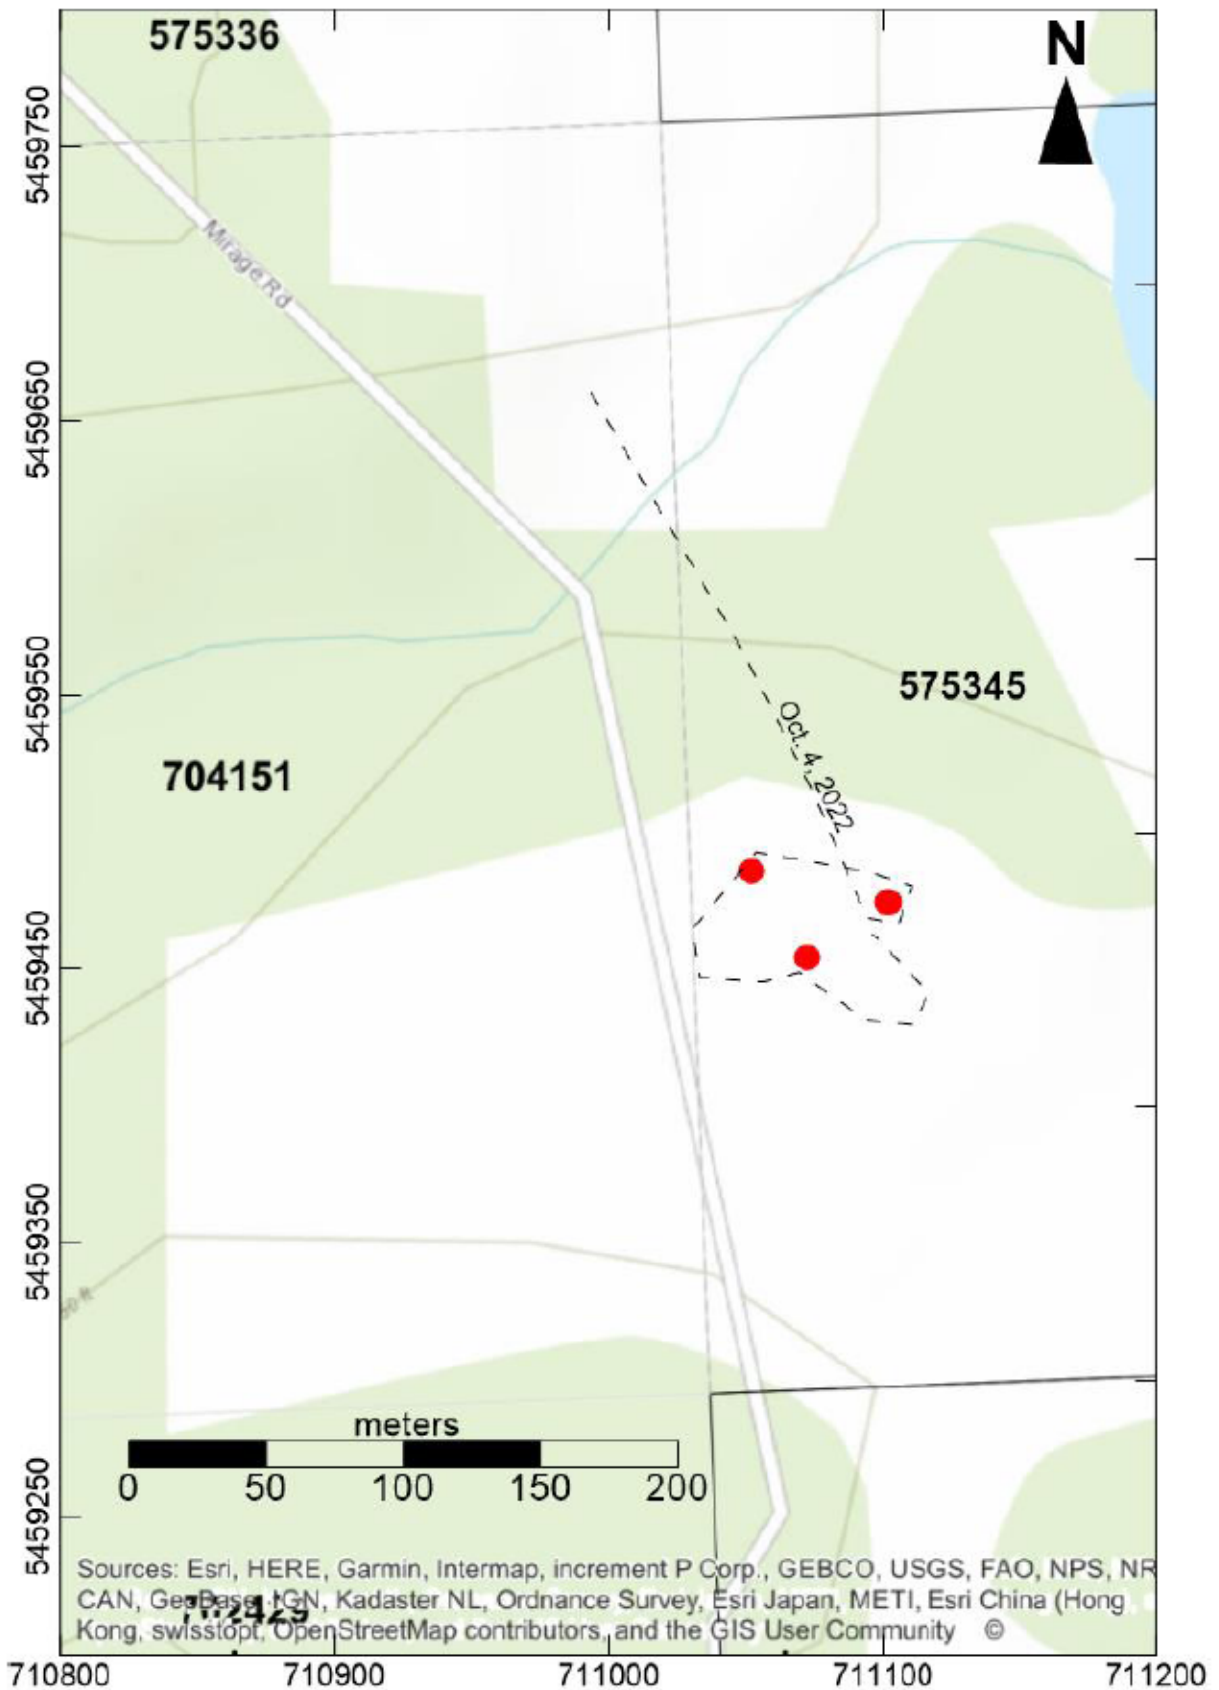 575336
N
5459750
Mirage Rd
5459650
5459550
575345
Oct. 4, 2022
704151
5459450
5459350
meters
0 50 100 150 200
5459250
Sources: Esri, HERE, Garmin, Intermap, increment P Corp., GEBCO, USGS, FAO, NPS, NR
CAN, GeoBase, IGN, Kadaster NL, Ordnance Survey, Esri Japan, METI, Esri China (Hong
Kong, swisstopt, OpenStreetMap contributors, and the GIS User Community ©
710800 710900 711000 711100 711200